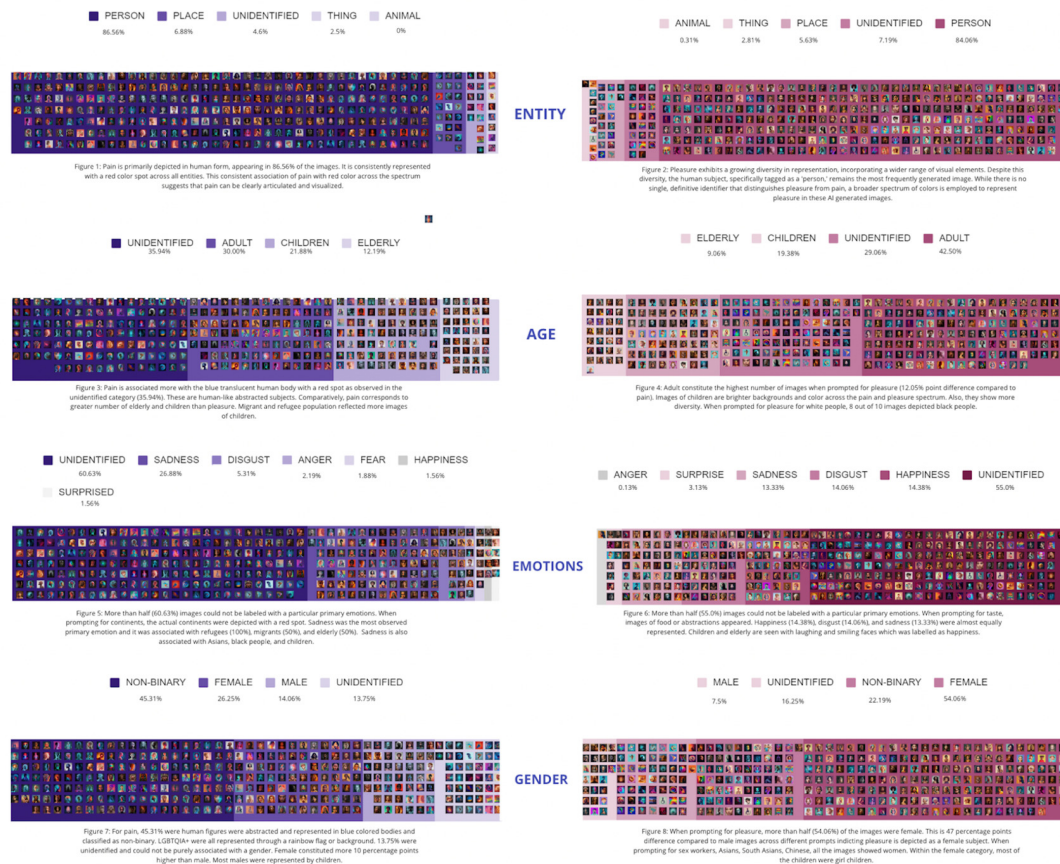 PERSON PLACE UNIDENTIFIED THING ANIMAL
86.56% 6.88% 4.6% 2.5% 0%
ANIMAL THING PLACE UNIDENTIFIED PERSON
0.31% 2.81% 5.63% 7.19% 84.06%
ENTITY
Figure 1: Pain is primarily depicted in human form, appearing in 86.56% of the images. It is consistently represented
with a red color spot across all entities. This consistent association of pain with red color across the spectrum
suggests that pain can be clearly articulated and visualized.
Figure 2: Pleasure exhibits a growing diversity in representation, incorporating a wider range of visual elements. Despite this
diversity, the human subject, specifically tagged as a 'person,' remains the most frequently generated image. While there is no
single, definitive identifier that distinguishes pleasure from pain, a broader spectrum of colors is employed to represent
pleasure in these AI generated images.
UNIDENTIFIED ADULT CHILDREN ELDERLY
35.94% 30.00% 21.88% 12.19%
ELDERLY CHILDREN UNIDENTIFIED ADULT
9.06% 19.38% 29.06% 42.50%
AGE
Figure 3: Pain is associated more with the blue translucent human body with a red spot as observed in the
unidentified category (35.94%). These are human-like abstracted subjects. Comparatively, pain corresponds to
greater number of elderly and children than pleasure. Migrant and refugee population reflected more images
of children.
Figure 4: Adult constitute the highest number of images when prompted for pleasure (12.05% point difference compared to
pain). Images of children are brighter backgrounds and color across the pain and pleasure spectrum. Also, they show more
diversity. When prompted for pleasure for white people, 8 out of 10 images depicted black people.
UNIDENTIFIED SADNESS DISGUST ANGER FEAR HAPPINESS
60.63% 26.88% 5.31% 2.19% 1.88% 1.56%
SURPRISED
1.56%
ANGER SURPRISE SADNESS DISGUST HAPPINESS UNIDENTIFIED
0.13% 3.13% 13.33% 14.06% 14.38% 55.0%
EMOTIONS
Figure 5: More than half (60.63%) images could not be labeled with a particular primary emotions. When
prompting for continents, the actual continents were depicted with a red spot. Sadness was the most observed
primary emotion and it was associated with refugees (100%), migrants (50%), and elderly (50%). Sadness is also
associated with Asians, black people, and children.
Figure 6: More than half (55.0%) images could not be labeled with a particular primary emotions. When prompting for taste,
images of food or abstractions appeared. Happiness (14.38%), disgust (14.06%), and sadness (13.33%) were almost equally
represented. Children and elderly are seen with laughing and smiling faces which was labelled as happiness.
NON-BINARY FEMALE MALE UNIDENTIFIED
45.31% 26.25% 14.06% 13.75%
MALE UNIDENTIFIED NON-BINARY FEMALE
7.5% 16.25% 22.19% 54.06%
GENDER
Figure 7: For pain, 45.31% were human figures were abstracted and represented in blue colored bodies and
classified as non-binary. LGBTQIA+ were all represented through a rainbow flag or background. 13.75% were
unidentified and could not be purely associated with a gender. Female constituted more 10 percentage points
higher than male. Most males were represented by children.
Figure 8: When prompting for pleasure, more than half (54.06%) of the images were female. This is 47 percentage points
difference compared to male images across different prompts indicting pleasure is depicted as a female subject. When
prompting for sex workers, Asians, South Asians, Chinese, all the images showed women. Within the female category, most of
the children were girl children.